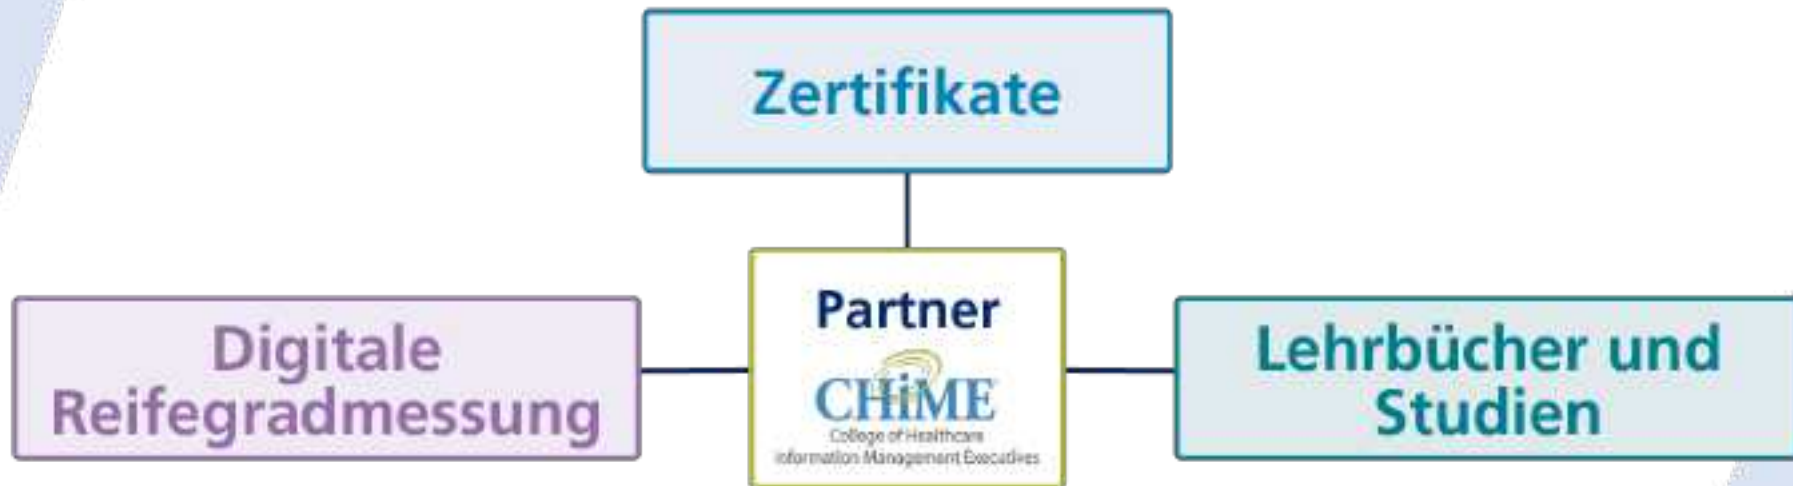 Zertifikate
Partner
Digitale
Reifegradmessung
CHiME
College of Healthcare
Information Management Executives
Lehrbücher und
Studien